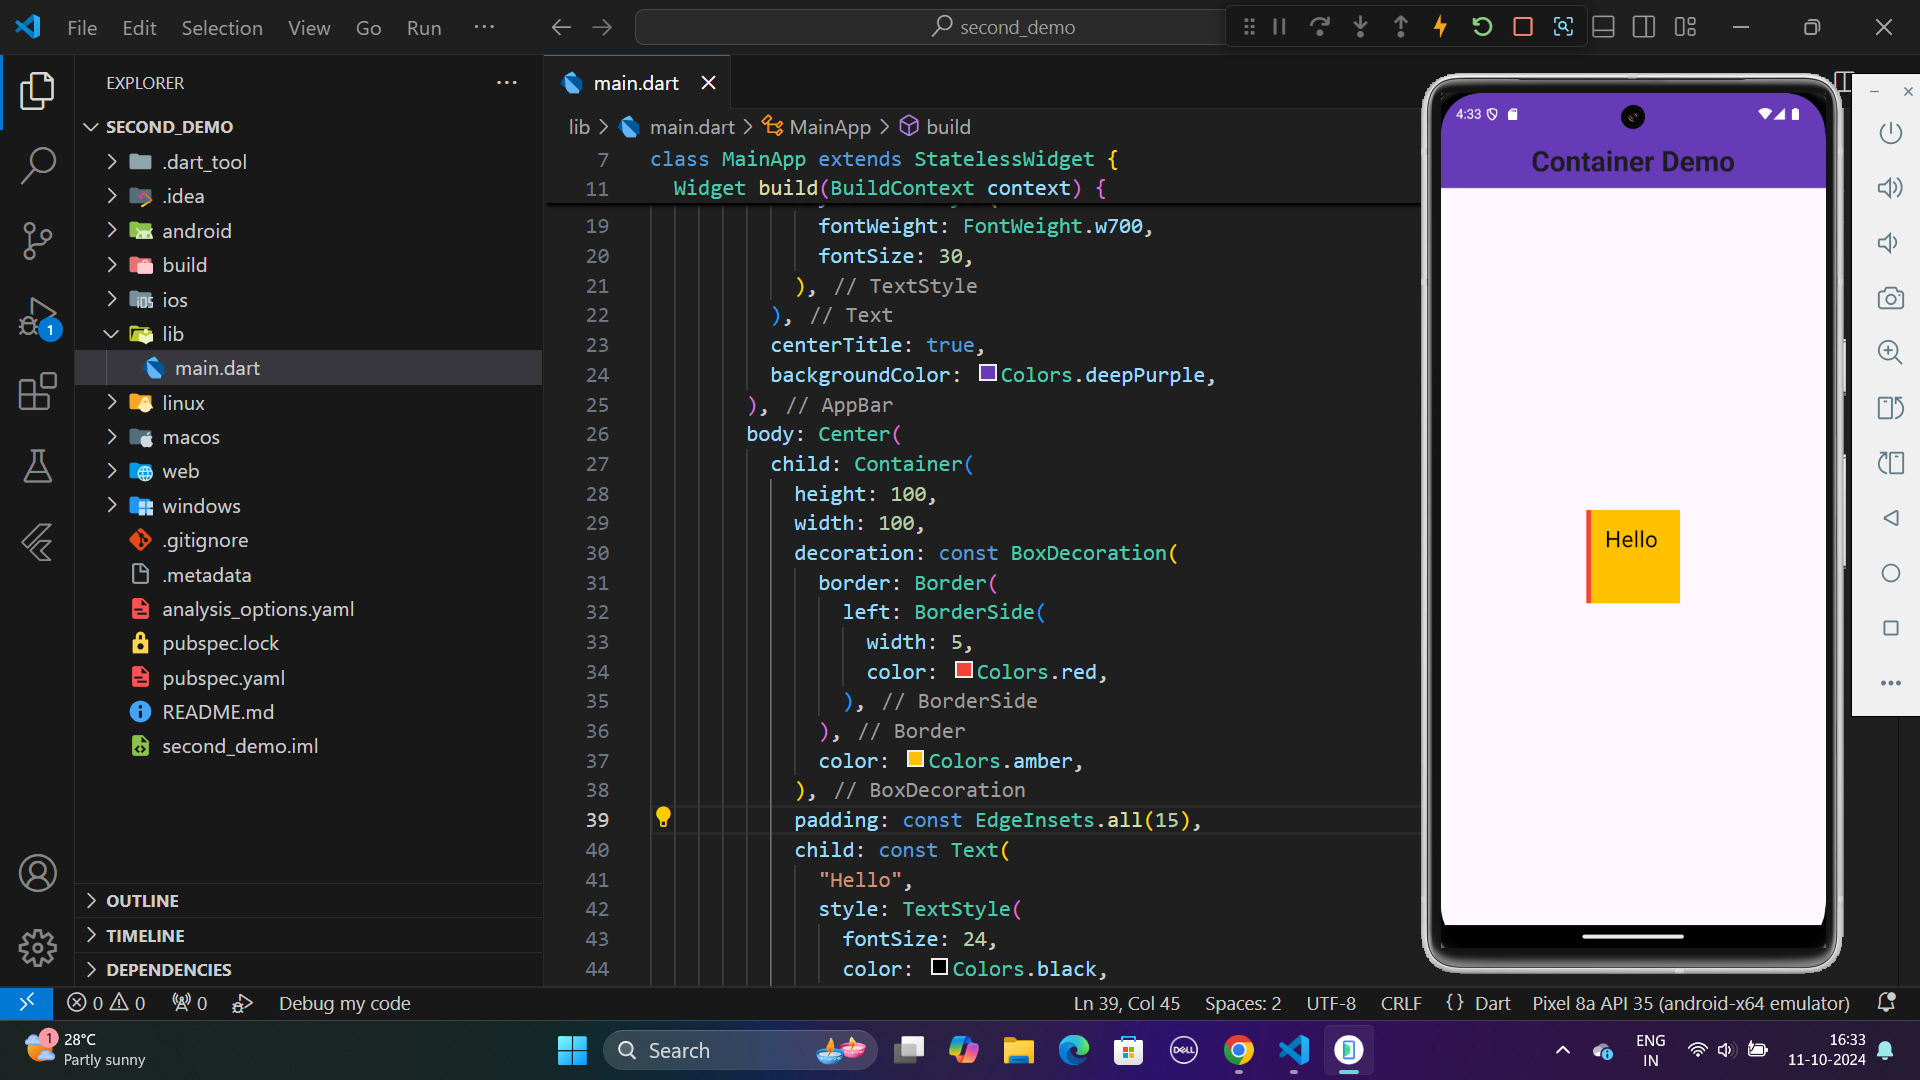 File Edit Selection View Go Run ···
second_demo
EXPLORER ···
SECOND_DEMO
.dart_tool
.idea
android
build
ios
lib
main.dart
linux
macos
web
windows
.gitignore
.metadata
analysis_options.yaml
pubspec.lock
pubspec.yaml
README.md
second_demo.iml
1
OUTLINE
TIMELINE
DEPENDENCIES
main.dart
lib > main.dart > MainApp > build
7 class MainApp extends StatelessWidget {
11 Widget build(BuildContext context) {
19 fontWeight: FontWeight.w700,
20 fontSize: 30,
21 ), // TextStyle
22 ), // Text
23 centerTitle: true,
24 backgroundColor: Colors.deepPurple,
25 ), // AppBar
26 body: Center(
27 child: Container(
28 height: 100,
29 width: 100,
30 decoration: const BoxDecoration(
31 border: Border(
32 left: BorderSide(
33 width: 5,
34 color: Colors.red,
35 ), // BorderSide
36 ), // Border
37 color: Colors.amber,
38 ), // BoxDecoration
39 padding: const EdgeInsets.all(15),
40 child: const Text(
41 "Hello",
42 style: TextStyle(
43 fontSize: 24,
44 color: Colors.black,
4:33
Container Demo
Hello
0 0 0 Debug my code
Ln 39, Col 45 Spaces: 2 UTF-8 CRLF {} Dart Pixel 8a API 35 (android-x64 emulator)
1
28°C
Partly sunny
Search
DELL
ENG
IN
16:33
11-10-2024